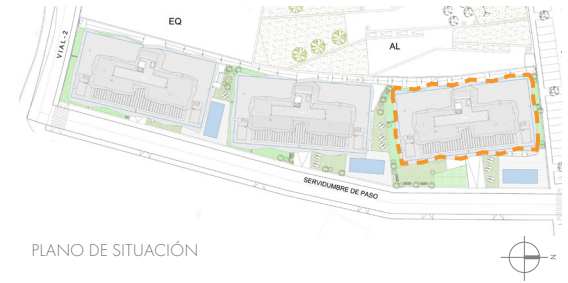 EQ
AL
VIAL-2
SERVIDUMBRE DE PASO
PLANO DE SITUACIÓN
N